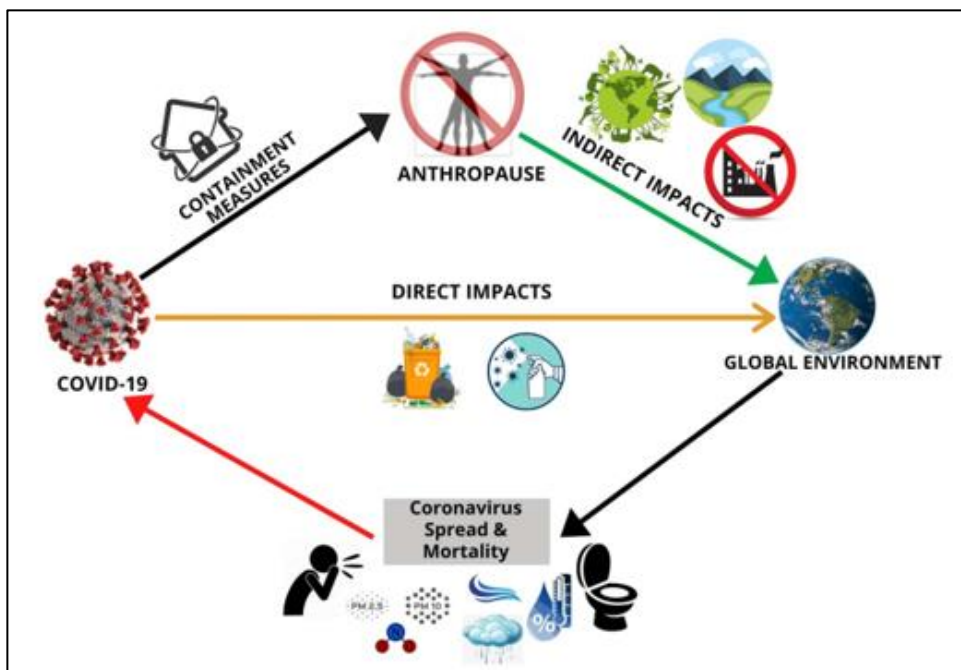 CONTAINMENT
MEASURES
ANTHROPAUSE
INDIRECT IMPACTS
DIRECT IMPACTS
COVID-19
GLOBAL ENVIRONMENT
Coronavirus
Spread &
Mortality
PM 2.5
PM 10
%